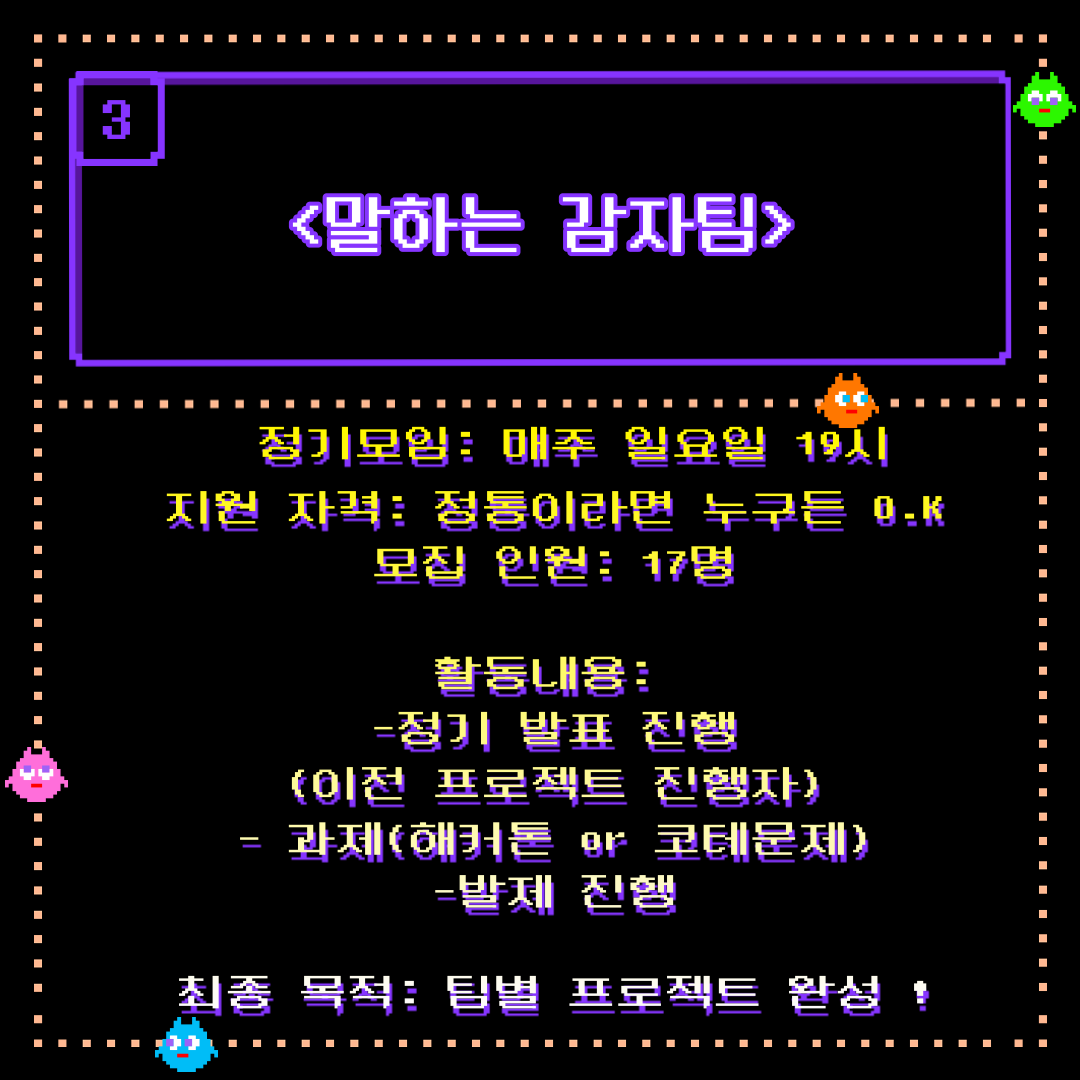 3
<말하는 감자팀>
정기모임: 매주 일요일 19시
지원 자격: 정통이라면 누구든 O.K
모집 인원: 17명
활동내용:
-정기 발표 진행
(이전 프로젝트 진행자)
- 과제(해커톤 or 코테문제)
-발제 진행
최종 목적: 팀별 프로젝트 완성 !